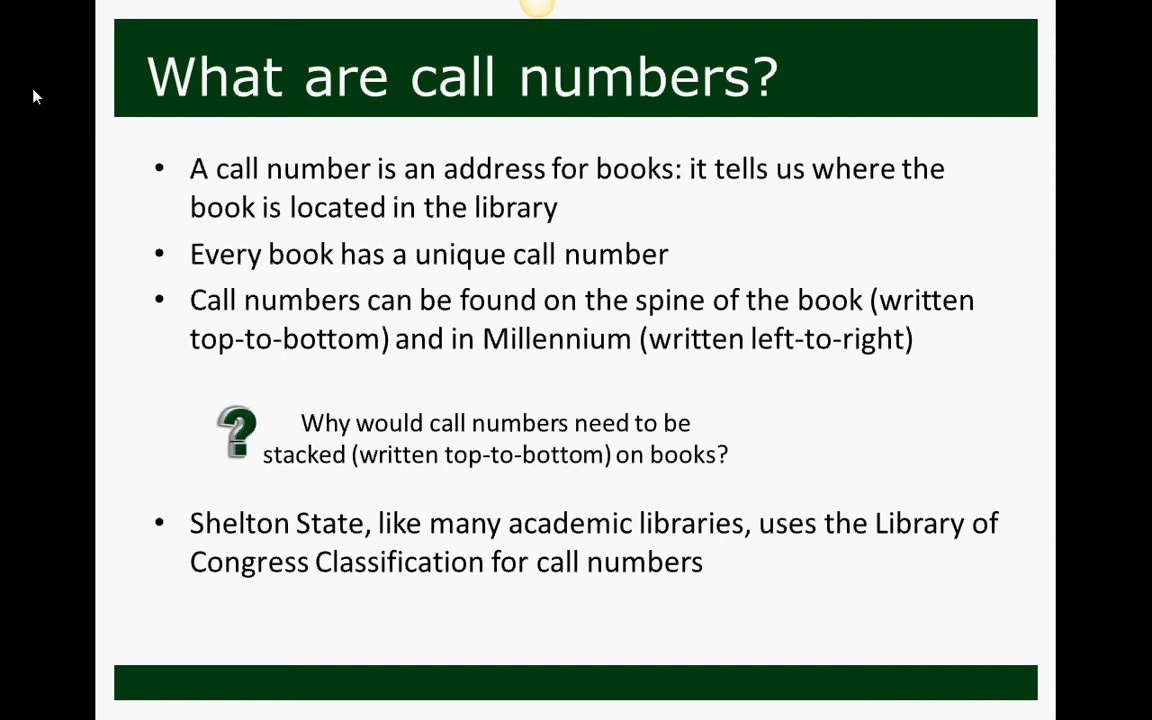 What are call numbers?
• A call number is an address for books: it tells us where the
book is located in the library
• Every book has a unique call number
• Call numbers can be found on the spine of the book (written
top-to-bottom) and in Millennium (written left-to-right)
? Why would call numbers need to be
stacked (written top-to-bottom) on books?
• Shelton State, like many academic libraries, uses the Library of
Congress Classification for call numbers